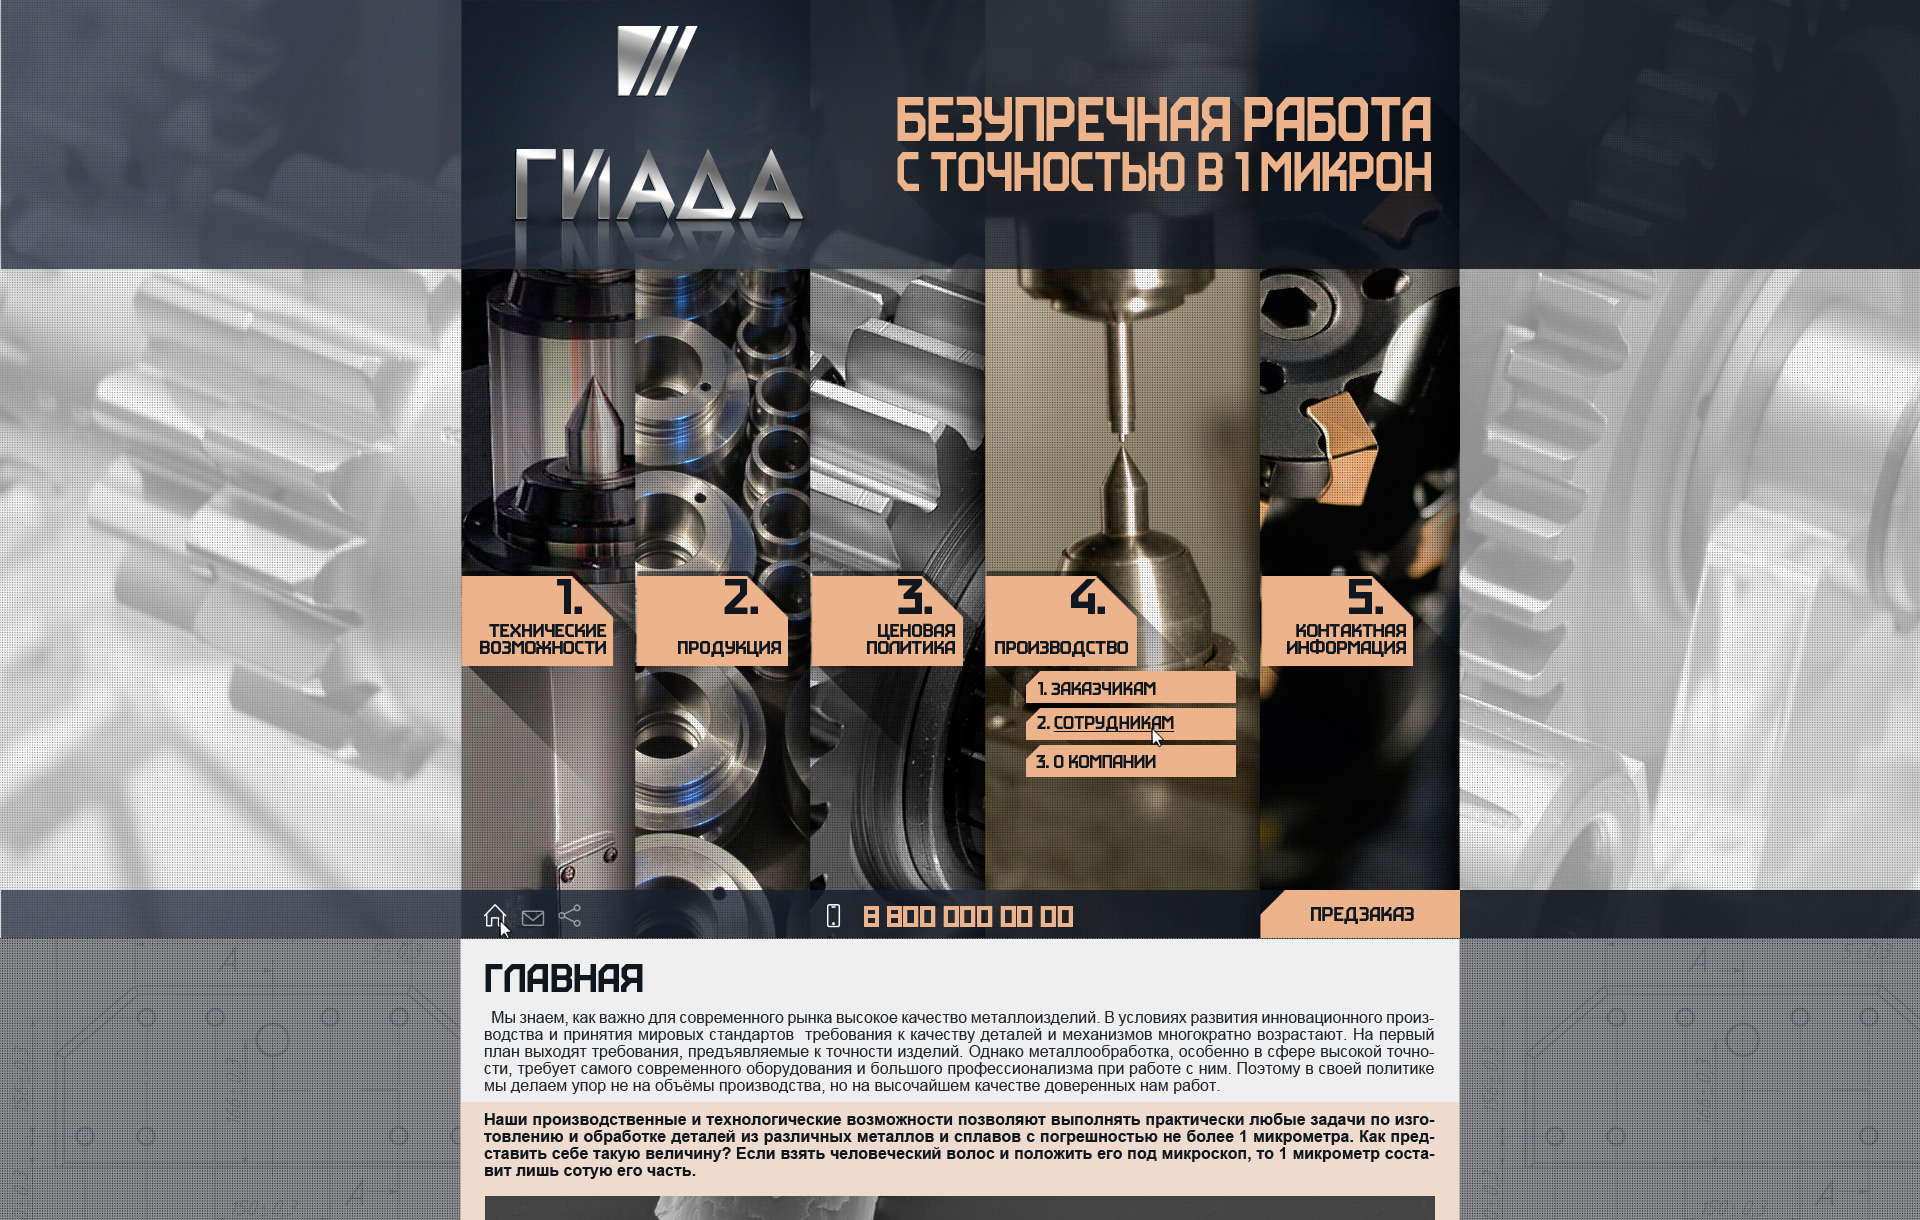 ГИАДА
БЕЗУПРЕЧНАЯ РАБОТА
С ТОЧНОСТЬЮ В 1 МИКРОН
1.
ТЕХНИЧЕСКИЕ
ВОЗМОЖНОСТИ
2.
ПРОДУКЦИЯ
3.
ЦЕНОВАЯ
ПОЛИТИКА
4.
ПРОИЗВОДСТВО
1. ЗАКАЗЧИКАМ
2. СОТРУДНИКАМ
3. О КОМПАНИИ
5.
КОНТАКТНАЯ
ИНФОРМАЦИЯ
8 800 000 00 00
ПРЕДЗАКАЗ
ГЛАВНАЯ
Мы знаем, как важно для современного рынка высокое качество металлоизделий. В условиях развития инновационного произ-
водства и принятия мировых стандартов требования к качеству деталей и механизмов многократно возрастают. На первый
план выходят требования, предъявляемые к точности изделий. Однако металлообработка, особенно в сфере высокой точно-
сти, требует самого современного оборудования и большого профессионализма при работе с ним. Поэтому в своей политике
мы делаем упор не на объёмы производства, но на высочайшем качестве доверенных нам работ.
Наши производственные и технологические возможности позволяют выполнять практически любые задачи по изго-
товлению и обработке деталей из различных металлов и сплавов с погрешностью не более 1 микрометра. Как пред-
ставить себе такую величину? Если взять человеческий волос и положить его под микроскоп, то 1 микрометр соста-
вит лишь сотую его часть.